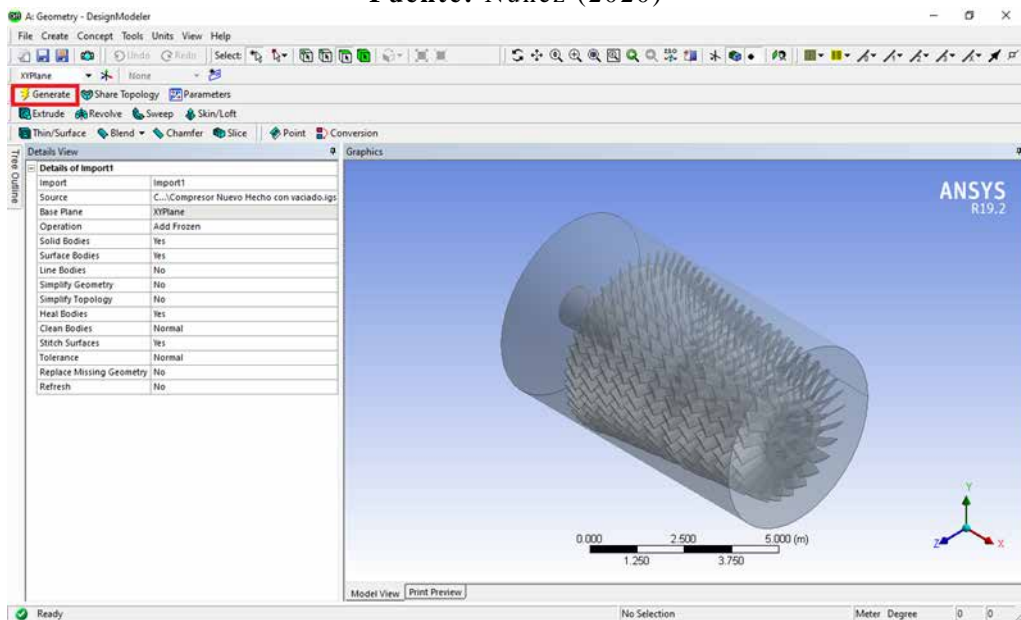 Fuente: Núñez (2020)
A: Geometry - DesignModeler
File Create Concept Tools Units View Help
Undo Redo Select:
XYPlane None
Generate Share Topology Parameters
Extrude Revolve Sweep Skin/Loft
Thin/Surface Blend Chamfer Slice Point Conversion
Tree Outline
Details View
Details of Import1
Import Import1
Source C...\Compresor Nuevo Hecho con vaciado.igs
Base Plane XYPlane
Operation Add Frozen
Solid Bodies Yes
Surface Bodies Yes
Line Bodies No
Simplify Geometry No
Simplify Topology No
Heal Bodies Yes
Clean Bodies Normal
Stitch Surfaces Yes
Tolerance Normal
Replace Missing Geometry No
Refresh No
Graphics
ANSYS
R19.2
0.000 2.500 5.000 (m)
1.250 3.750
Y
Z X
Model View Print Preview
Ready No Selection Meter Degree 0 0